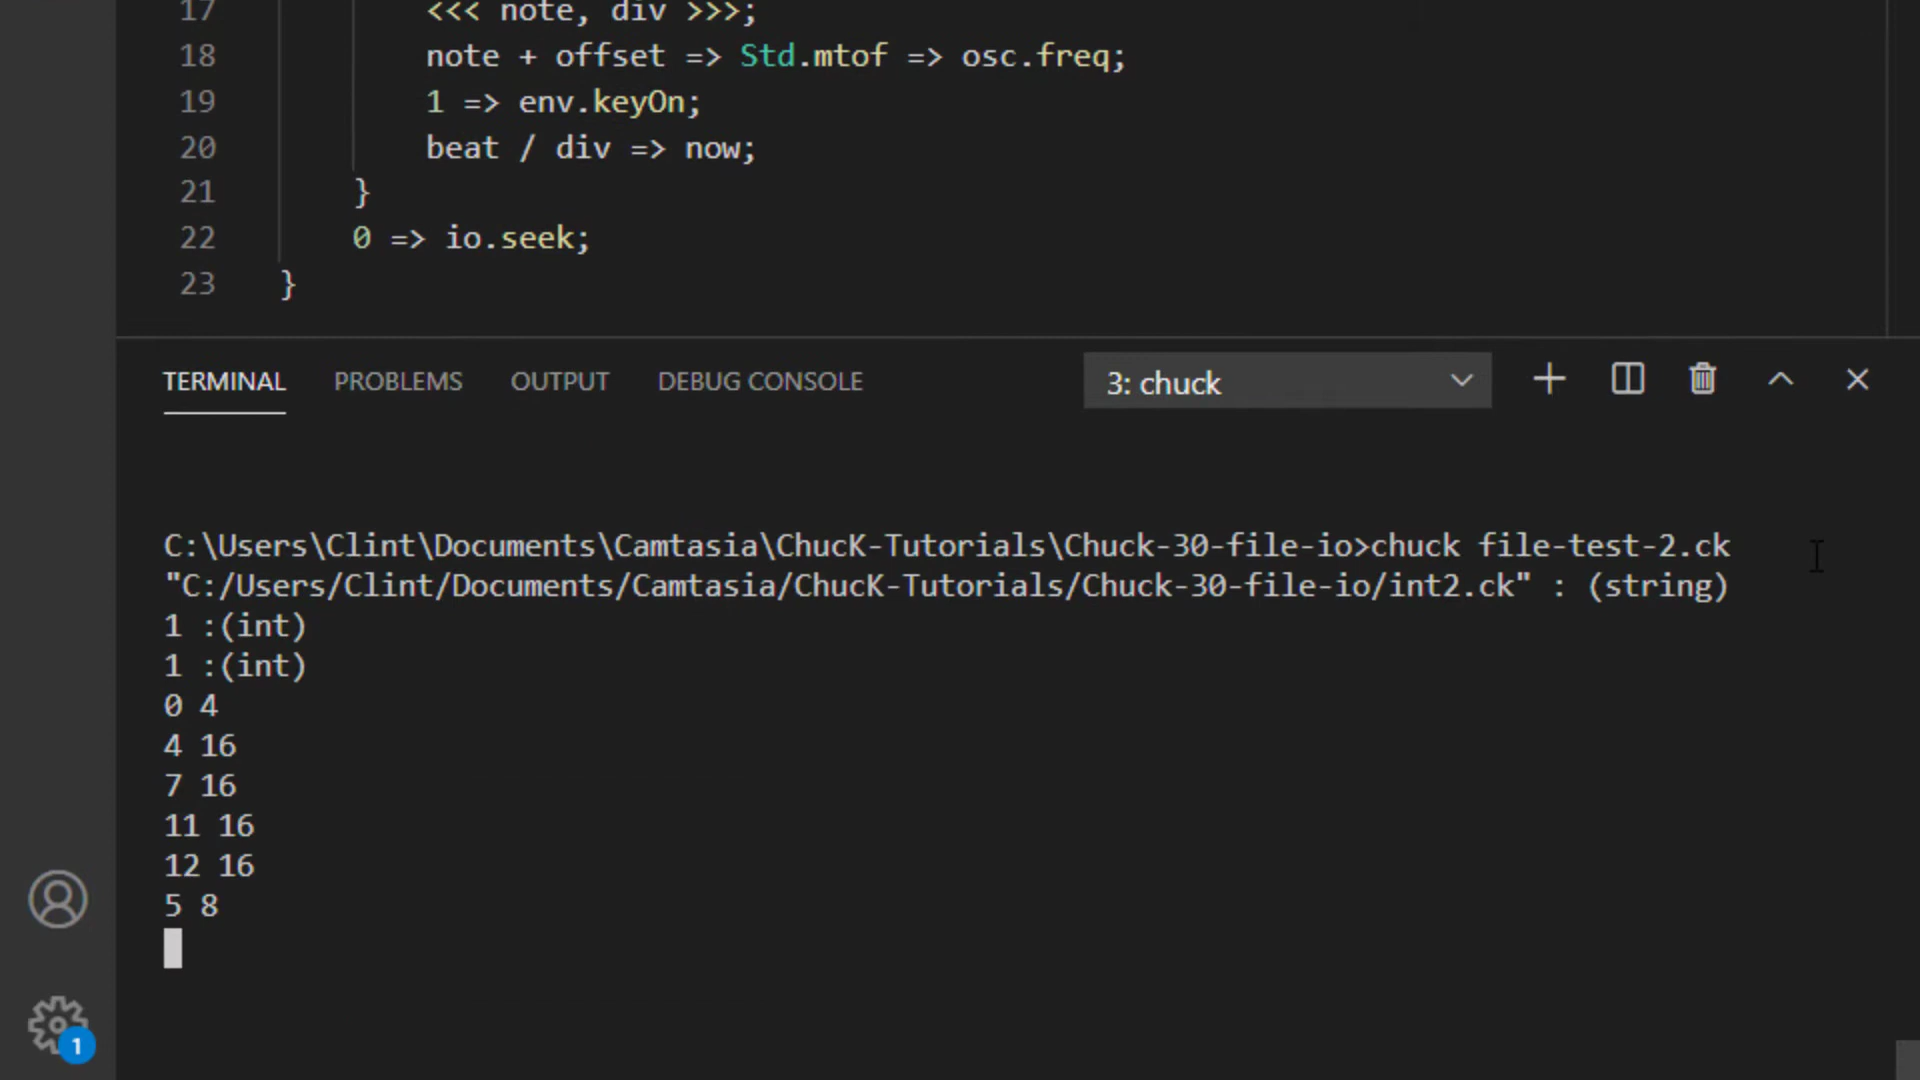 17 <<< note, div >>>;
18 note + offset => Std.mtof => osc.freq;
19 1 => env.keyOn;
20 beat / div => now;
21 }
22 0 => io.seek;
23 }
TERMINAL PROBLEMS OUTPUT DEBUG CONSOLE 3: chuck
C:\Users\Clint\Documents\Camtasia\ChucK-Tutorials\Chuck-30-file-io>chuck file-test-2.ck
"C:/Users/Clint/Documents/Camtasia/ChucK-Tutorials/Chuck-30-file-io/int2.ck" : (string)
1 :(int)
1 :(int)
0 4
4 16
7 16
11 16
12 16
5 8
1